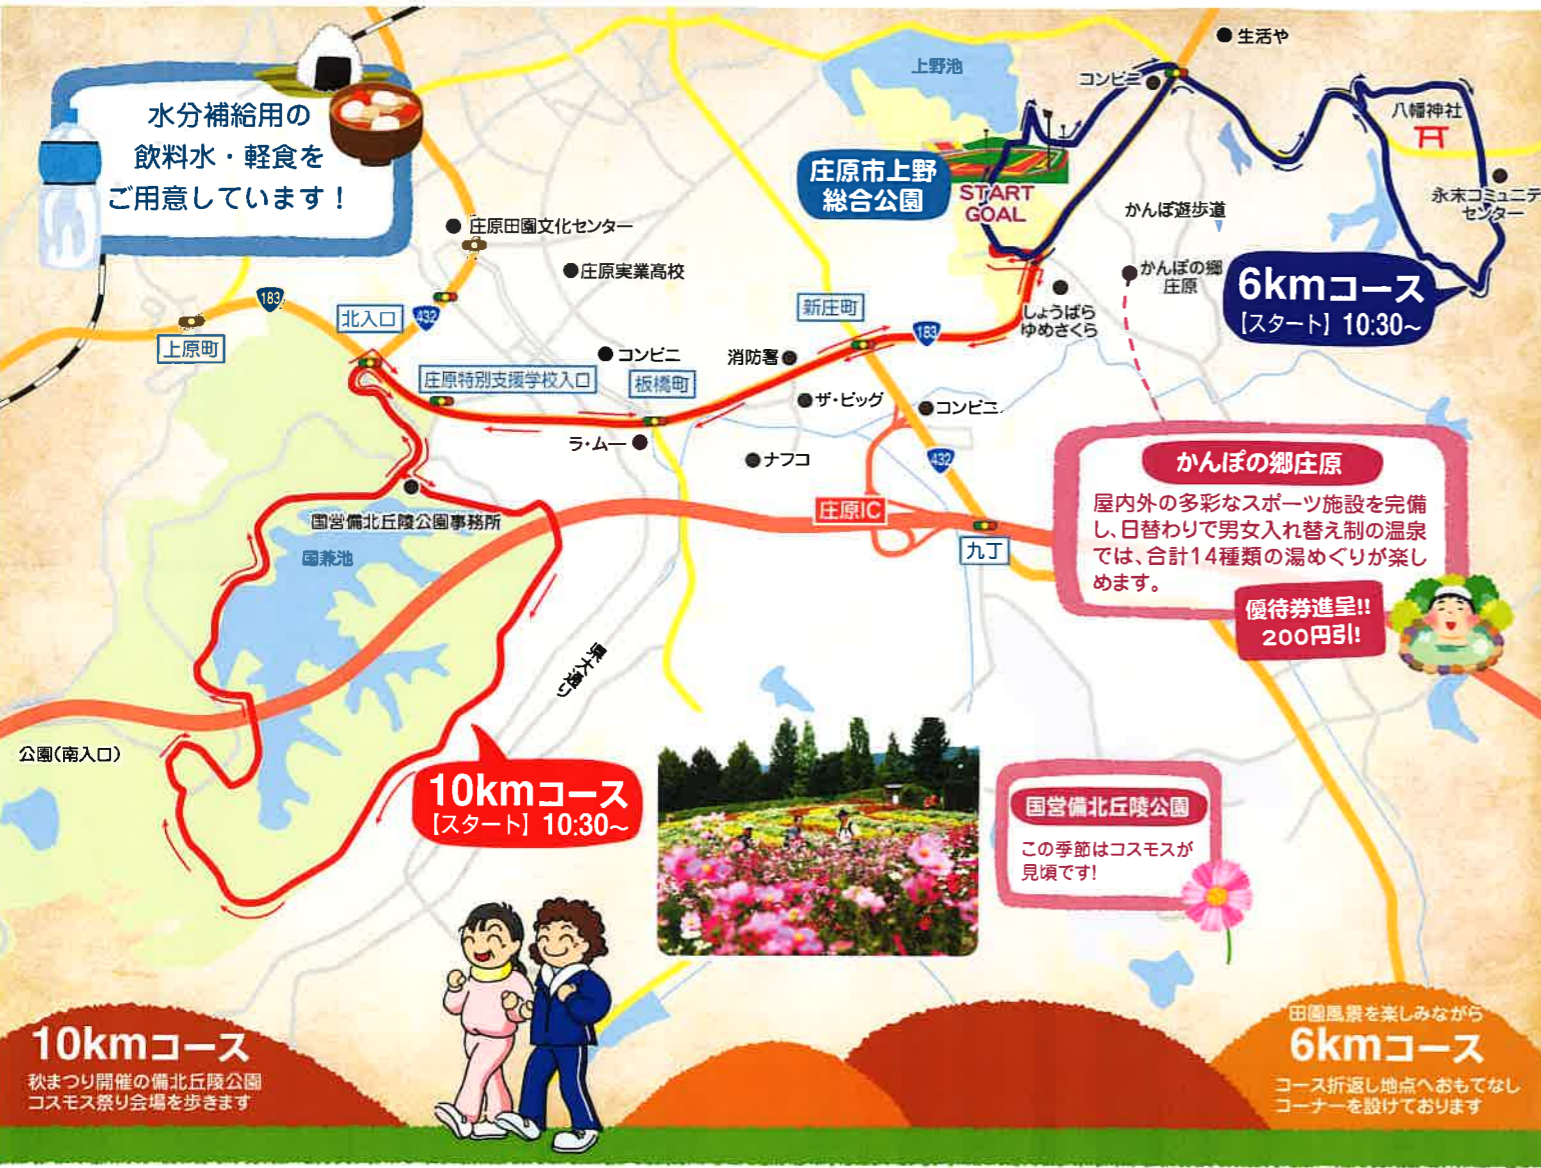 水分補給用の
飲料水・軽食を
ご用意しています！
上野池
生活や
コンビニ
八幡神社
永末コミュニテ
センター
庄原市上野
総合公園
START
GOAL
かんぽ遊歩道
かんぽの郷
庄原
6kmコース
【スタート】10:30～
しょうばら
ゆめさくら
庄原田園文化センター
庄原実業高校
183
上原町
北入口
432
新庄町
183
コンビニ
消防署
庄原特別支援学校入口
板橋町
ザ・ビッグ
コンビニ
ラ・ムー
ナフコ
432
庄原IC
九丁
国営備北丘陵公園事務所
国兼池
県大通り
公園(南入口)
10kmコース
【スタート】10:30～
かんぽの郷庄原
屋内外の多彩なスポーツ施設を完備
し、日替わりで男女入れ替え制の温泉
では、合計14種類の湯めぐりが楽し
めます。
優待券進呈!!
200円引!
国営備北丘陵公園
この季節はコスモスが
見頃です!
10kmコース
秋まつり開催の備北丘陵公園
コスモス祭り会場を歩きます
田園風景を楽しみながら
6kmコース
コース折返し地点へおもてなし
コーナーを設けております